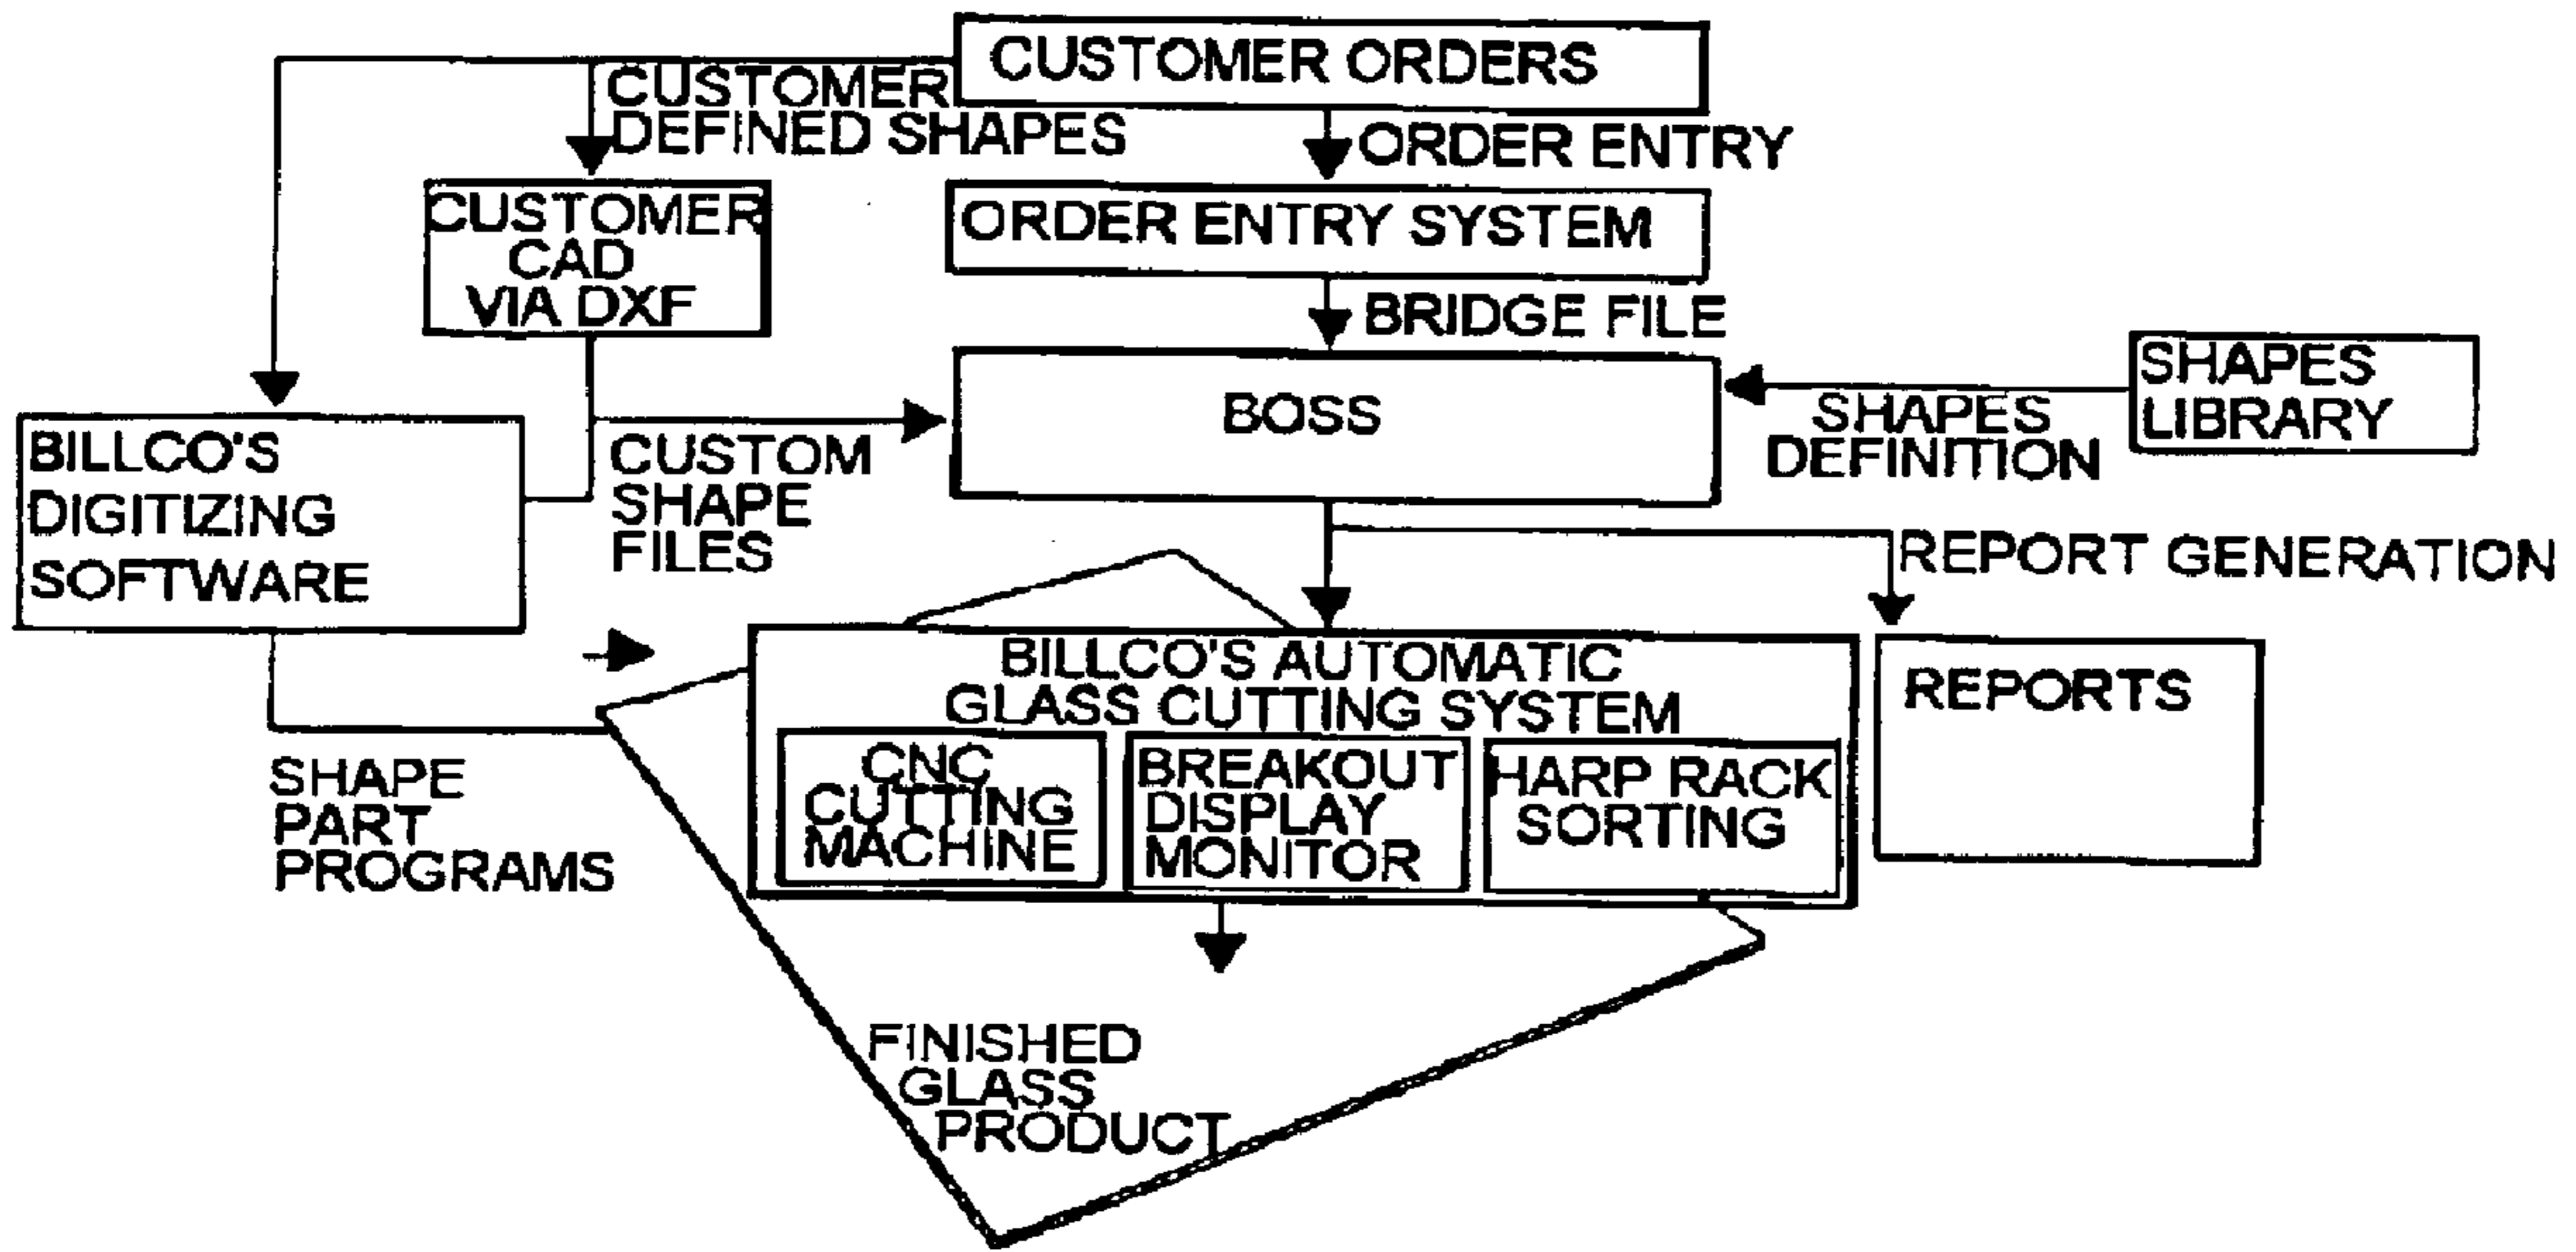 CUSTOMER ORDERS
CUSTOMER
DEFINED SHAPES
ORDER ENTRY
CUSTOMER
CAD
VIA DXF
ORDER ENTRY SYSTEM
BRIDGE FILE
BOSS
SHAPES
LIBRARY
SHAPES
DEFINITION
BILLCO'S
DIGITIZING
SOFTWARE
CUSTOM
SHAPE
FILES
REPORT GENERATION
BILLCO'S AUTOMATIC
GLASS CUTTING SYSTEM
CNC
CUTTING
MACHINE
BREAKOUT
DISPLAY
MONITOR
HARP RACK
SORTING
REPORTS
SHAPE
PART
PROGRAMS
FINISHED
GLASS
PRODUCT